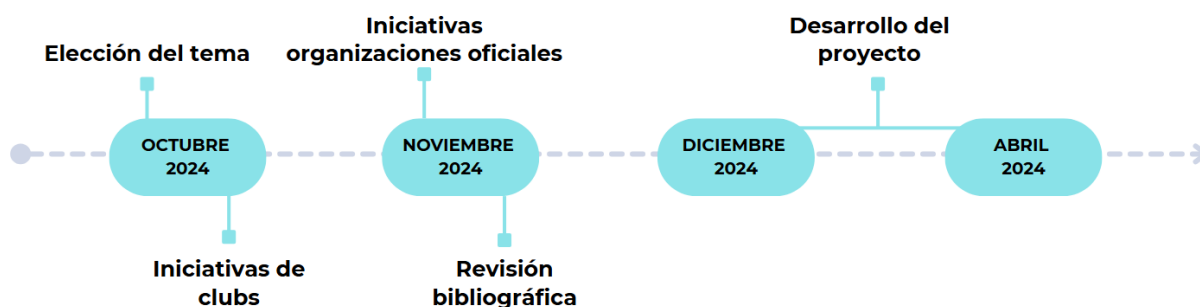 Elección del tema
Iniciativas
organizaciones oficiales
Desarrollo del
proyecto
OCTUBRE
2024
NOVIEMBRE
2024
DICIEMBRE
2024
ABRIL
2024
Iniciativas de
clubs
Revisión
bibliográfica